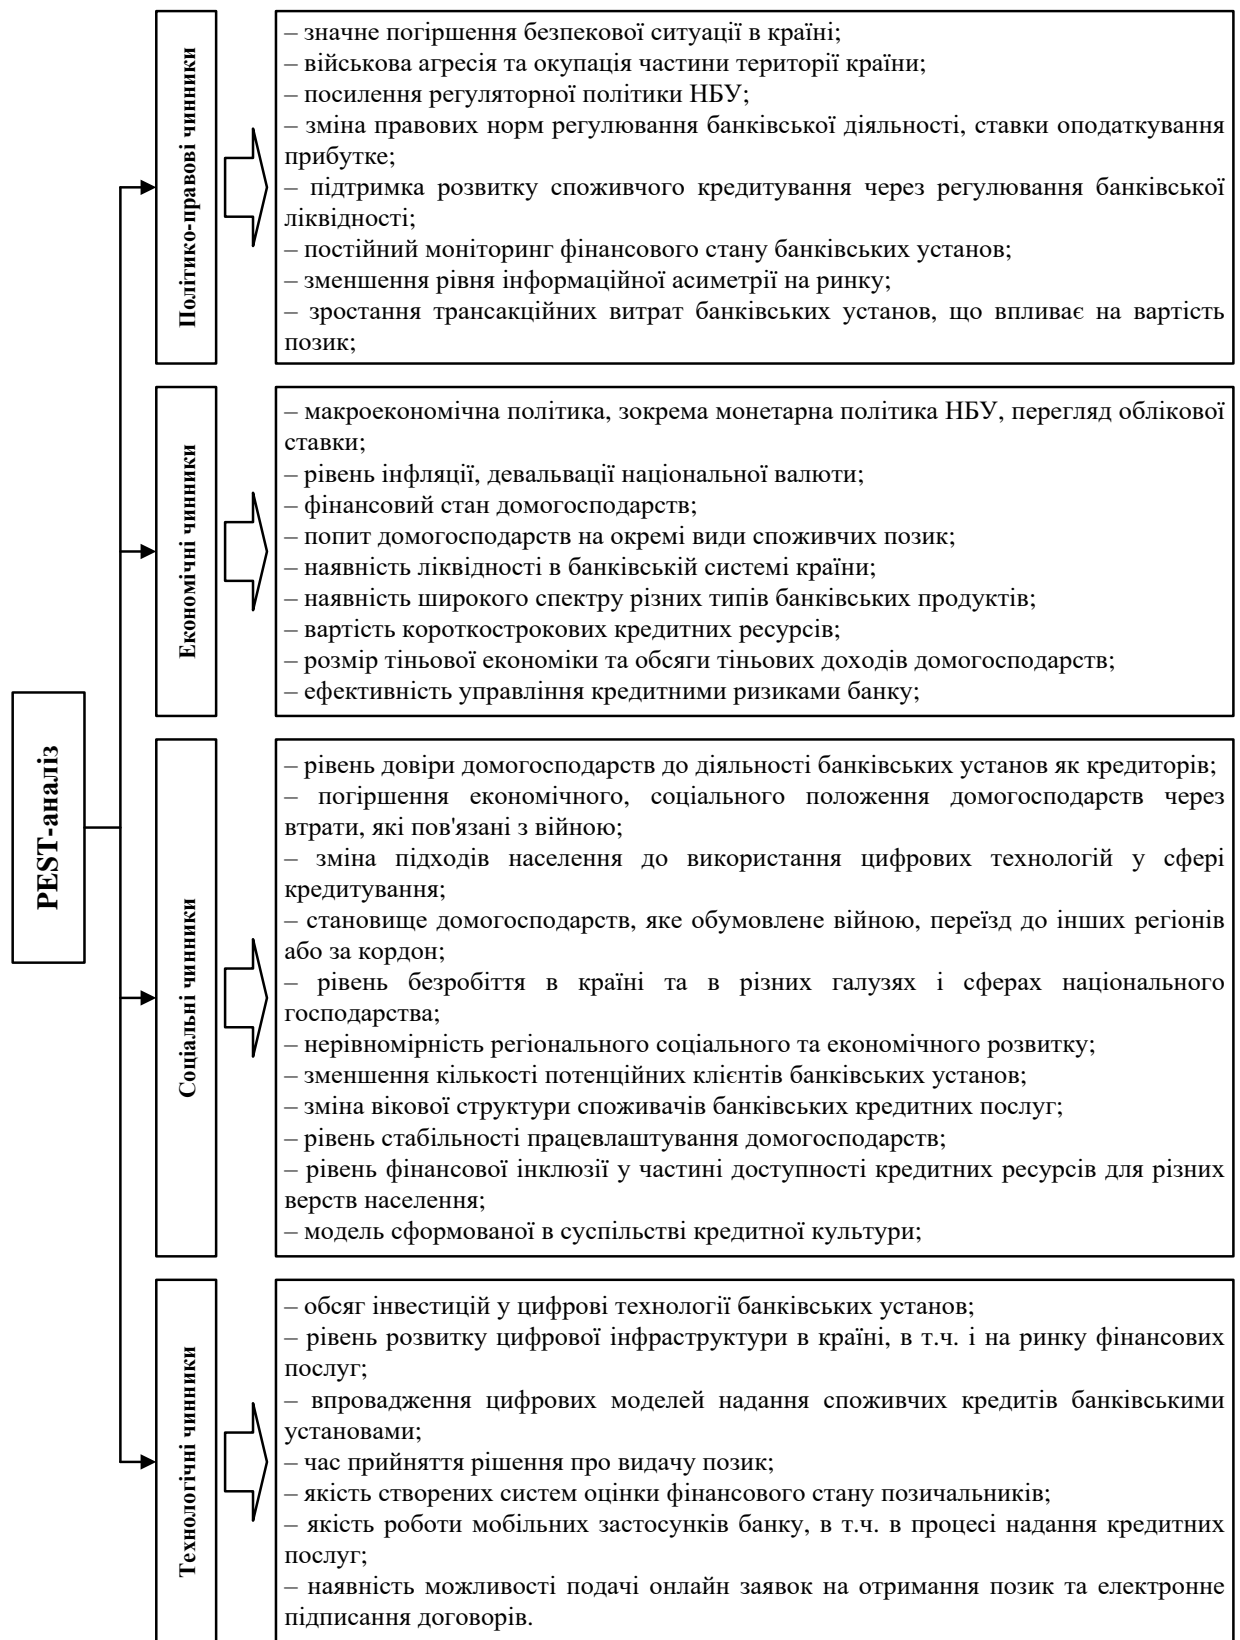 PEST-аналіз
Політико-правові чинники
– значне погіршення безпекової ситуації в країні;
– військова агресія та окупація частини території країни;
– посилення регуляторної політики НБУ;
– зміна правових норм регулювання банківської діяльності, ставки оподаткування
прибутке;
– підтримка розвитку споживчого кредитування через регулювання банківської
ліквідності;
– постійний моніторинг фінансового стану банківських установ;
– зменшення рівня інформаційної асиметрії на ринку;
– зростання трансакційних витрат банківських установ, що впливає на вартість
позик;
Економічні чинники
– макроекономічна політика, зокрема монетарна політика НБУ, перегляд облікової
ставки;
– рівень інфляції, девальвації національної валюти;
– фінансовий стан домогосподарств;
– попит домогосподарств на окремі види споживчих позик;
– наявність ліквідності в банківській системі країни;
– наявність широкого спектру різних типів банківських продуктів;
– вартість короткострокових кредитних ресурсів;
– розмір тіньової економіки та обсяги тіньових доходів домогосподарств;
– ефективність управління кредитними ризиками банку;
Соціальні чинники
– рівень довіри домогосподарств до діяльності банківських установ як кредиторів;
– погіршення економічного, соціального положення домогосподарств через
втрати, які пов'язані з війною;
– зміна підходів населення до використання цифрових технологій у сфері
кредитування;
– становище домогосподарств, яке обумовлене війною, переїзд до інших регіонів
або за кордон;
– рівень безробіття в країні та в різних галузях і сферах національного
господарства;
– нерівномірність регіонального соціального та економічного розвитку;
– зменшення кількості потенційних клієнтів банківських установ;
– зміна вікової структури споживачів банківських кредитних послуг;
– рівень стабільності працевлаштування домогосподарств;
– рівень фінансової інклюзії у частині доступності кредитних ресурсів для різних
верств населення;
– модель сформованої в суспільстві кредитної культури;
Технологічні чинники
– обсяг інвестицій у цифрові технології банківських установ;
– рівень розвитку цифрової інфраструктури в країні, в т.ч. і на ринку фінансових
послуг;
– впровадження цифрових моделей надання споживчих кредитів банківськими
установами;
– час прийняття рішення про видачу позик;
– якість створених систем оцінки фінансового стану позичальників;
– якість роботи мобільних застосунків банку, в т.ч. в процесі надання кредитних
послуг;
– наявність можливості подачі онлайн заявок на отримання позик та електронне
підписання договорів.